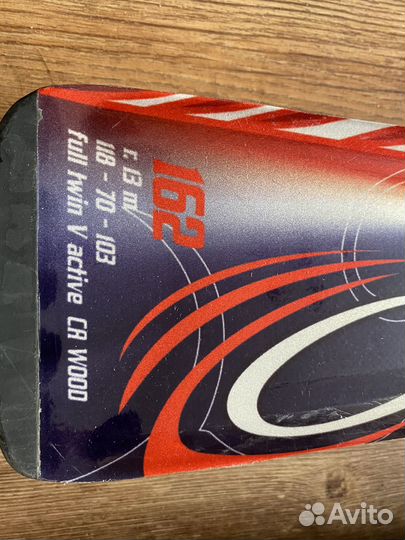 162
r. 13 m
118 - 70 - 103
full twin V active CR WOOD
Avito